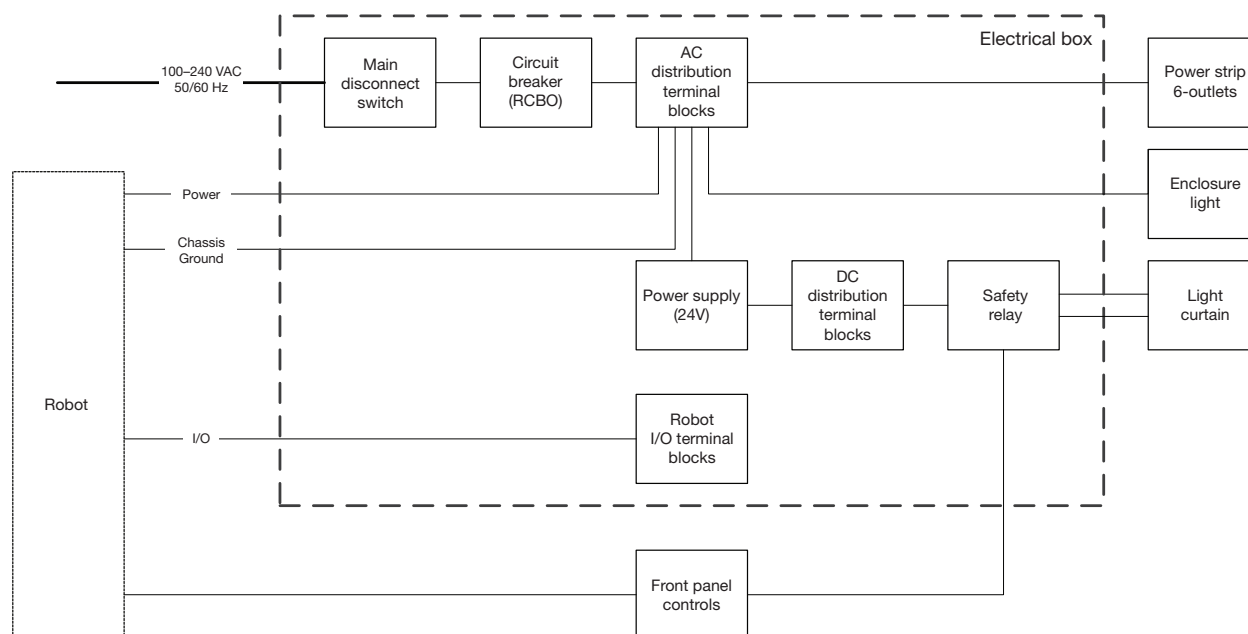 Electrical box
100–240 VAC
50/60 Hz
Main
disconnect
switch
Circuit
breaker
(RCBO)
AC
distribution
terminal
blocks
Power strip
6-outlets
Power
Enclosure
light
Chassis
Ground
Power supply
(24V)
DC
distribution
terminal
blocks
Safety
relay
Light
curtain
Robot
I/O
Robot
I/O terminal
blocks
Front panel
controls